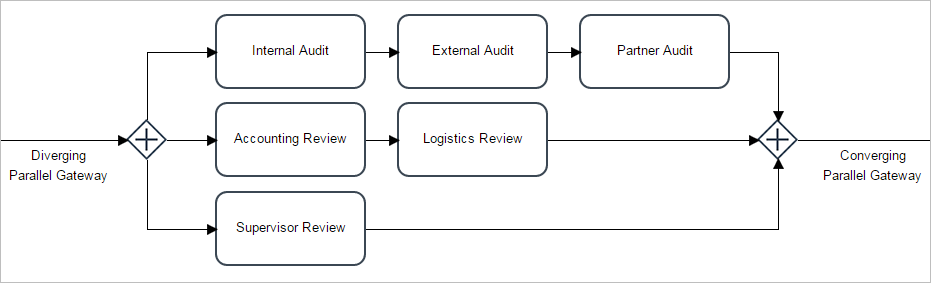 Internal Audit
External Audit
Partner Audit
Accounting Review
Logistics Review
Diverging
Parallel Gateway
Converging
Parallel Gateway
Supervisor Review